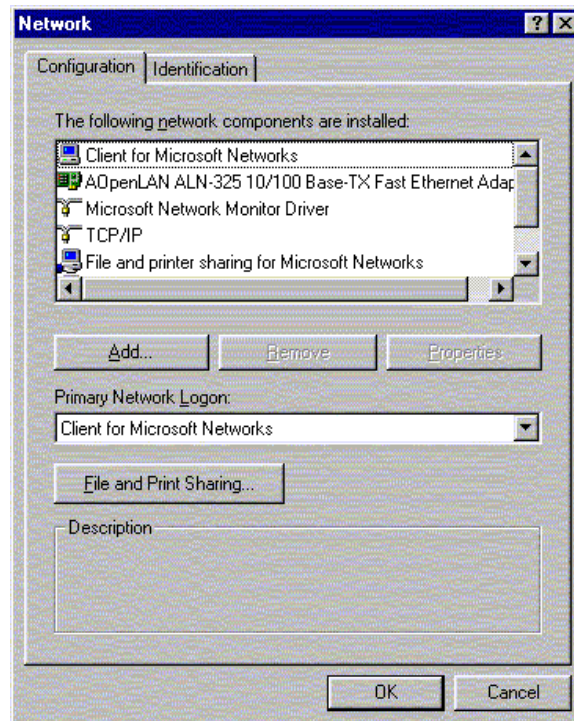 Network
Configuration
Identification
The following network components are installed:
Client for Microsoft Networks
AOpenLAN ALN-325 10/100 Base-TX Fast Ethernet Adap
Microsoft Network Monitor Driver
TCP/IP
File and printer sharing for Microsoft Networks
Add...
Remove
Properties
Primary Network Logon:
Client for Microsoft Networks
File and Print Sharing...
Description
OK
Cancel